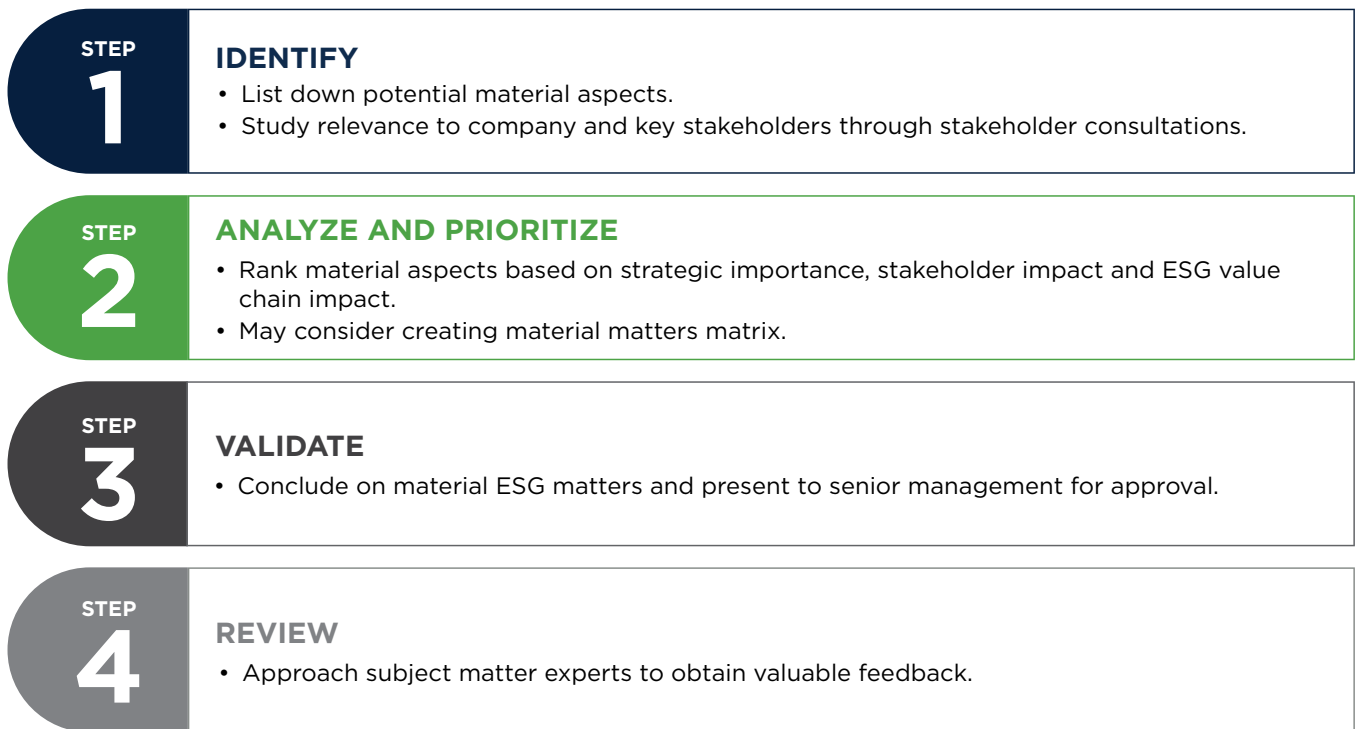 STEP
1
IDENTIFY
• List down potential material aspects.
• Study relevance to company and key stakeholders through stakeholder consultations.
STEP
2
ANALYZE AND PRIORITIZE
• Rank material aspects based on strategic importance, stakeholder impact and ESG value
chain impact.
• May consider creating material matters matrix.
STEP
3
VALIDATE
• Conclude on material ESG matters and present to senior management for approval.
STEP
4
REVIEW
• Approach subject matter experts to obtain valuable feedback.